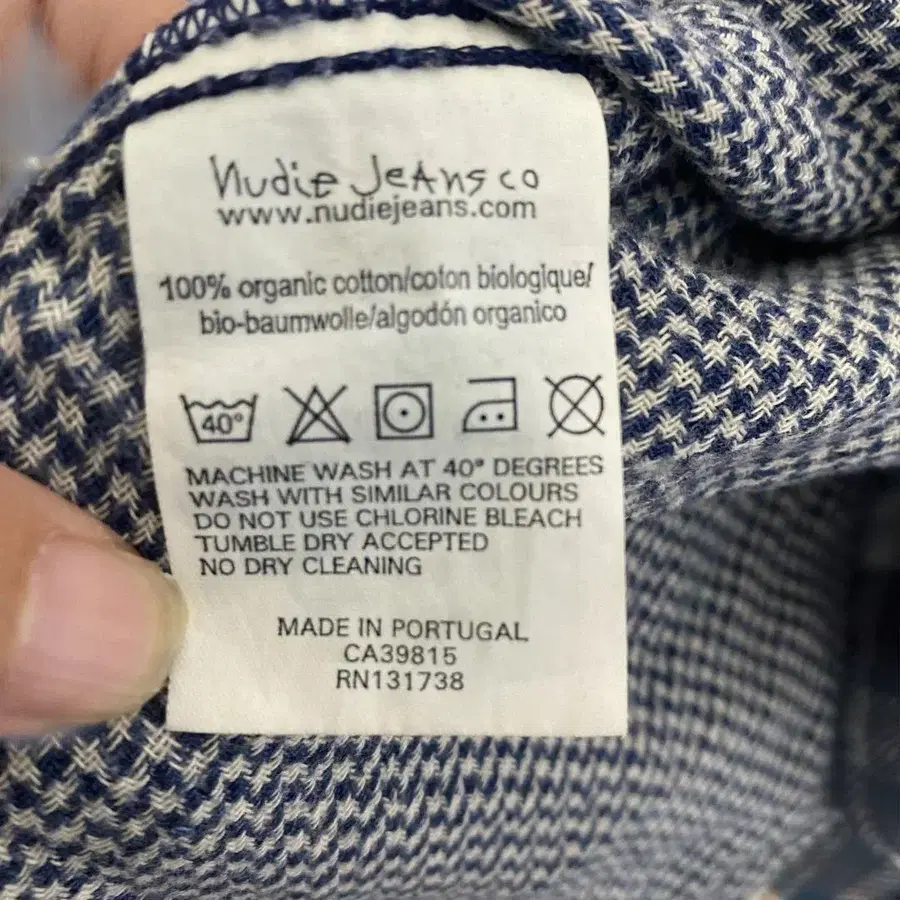 Nudie Jeans co
www.nudiejeans.com
100% organic cotton/coton biologique/
bio-baumwolle/algodón organico
40°
MACHINE WASH AT 40° DEGREES
WASH WITH SIMILAR COLOURS
DO NOT USE CHLORINE BLEACH
TUMBLE DRY ACCEPTED
NO DRY CLEANING
MADE IN PORTUGAL
CA39815
RN131738